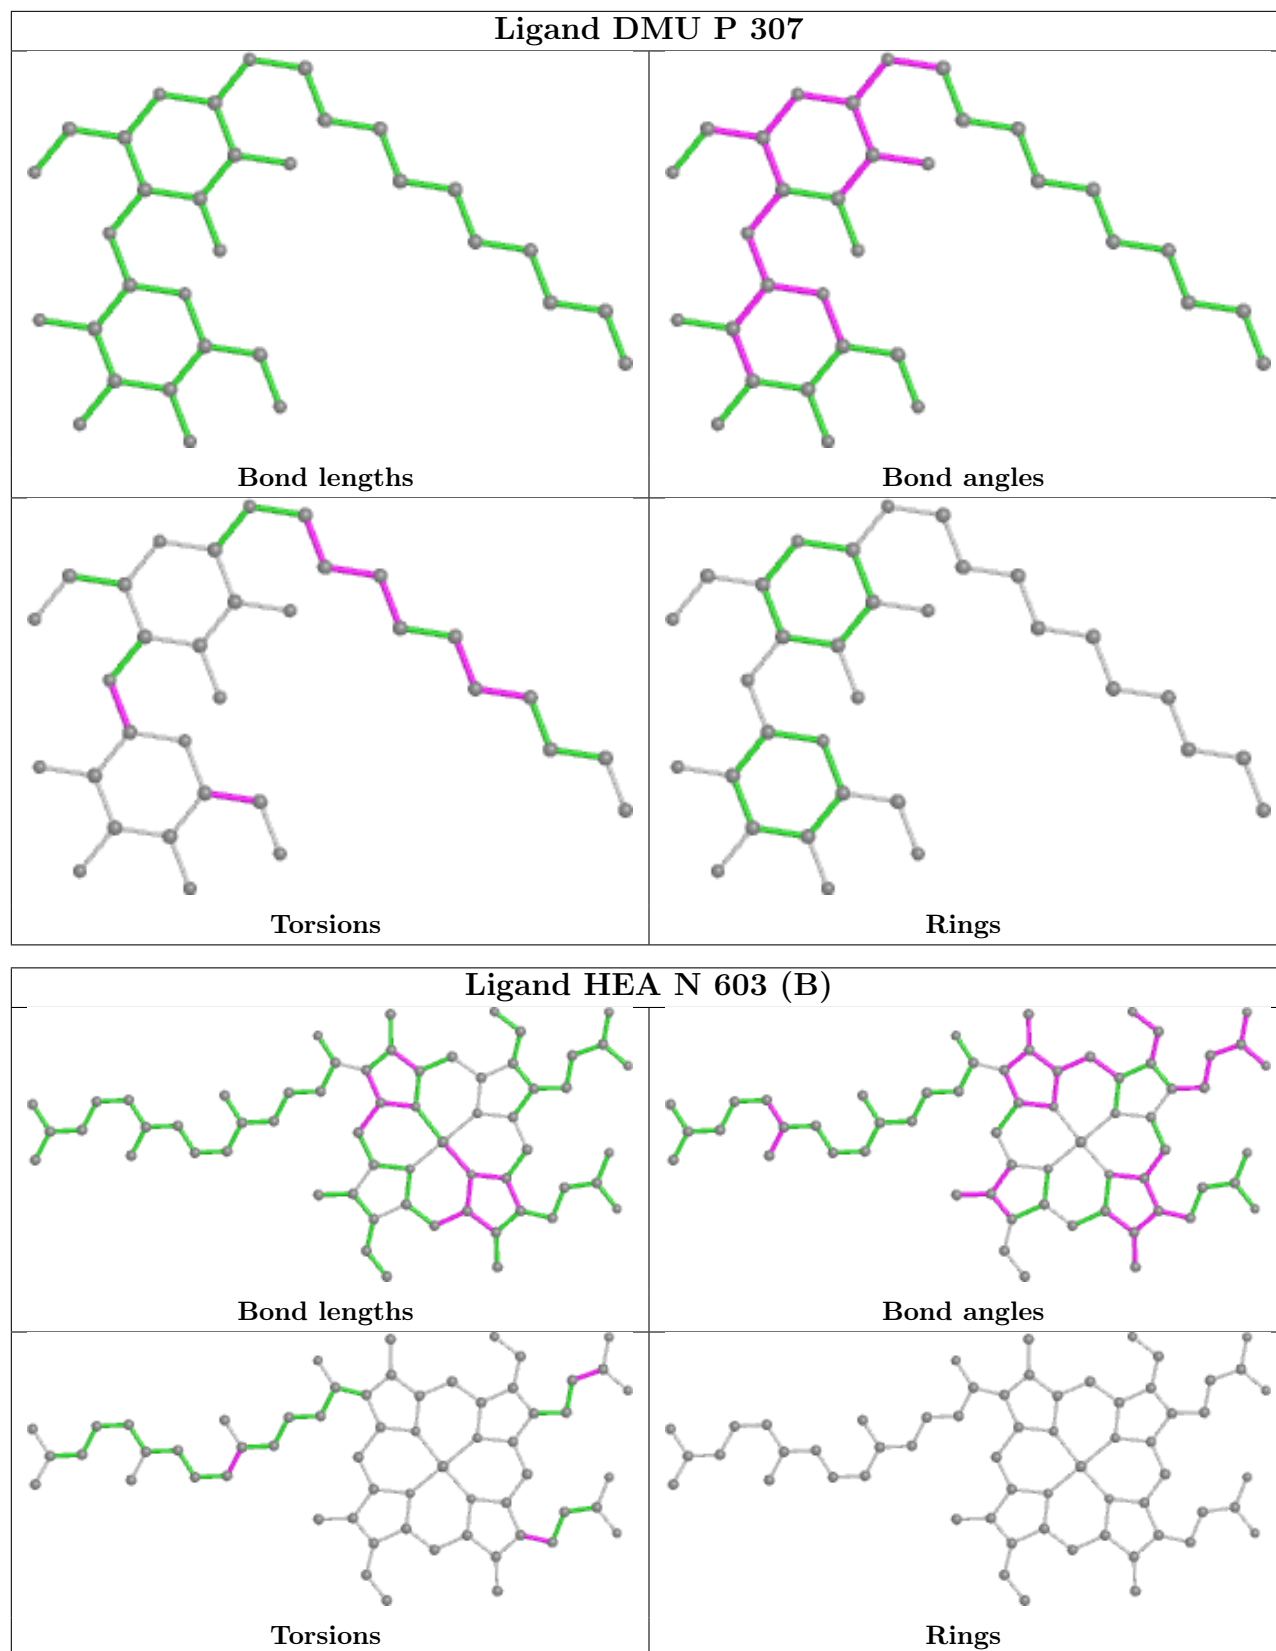 Ligand DMU P 307
Bond lengths
Bond angles
Torsions
Rings
Ligand HEA N 603 (B)
Bond lengths
Bond angles
Torsions
Rings